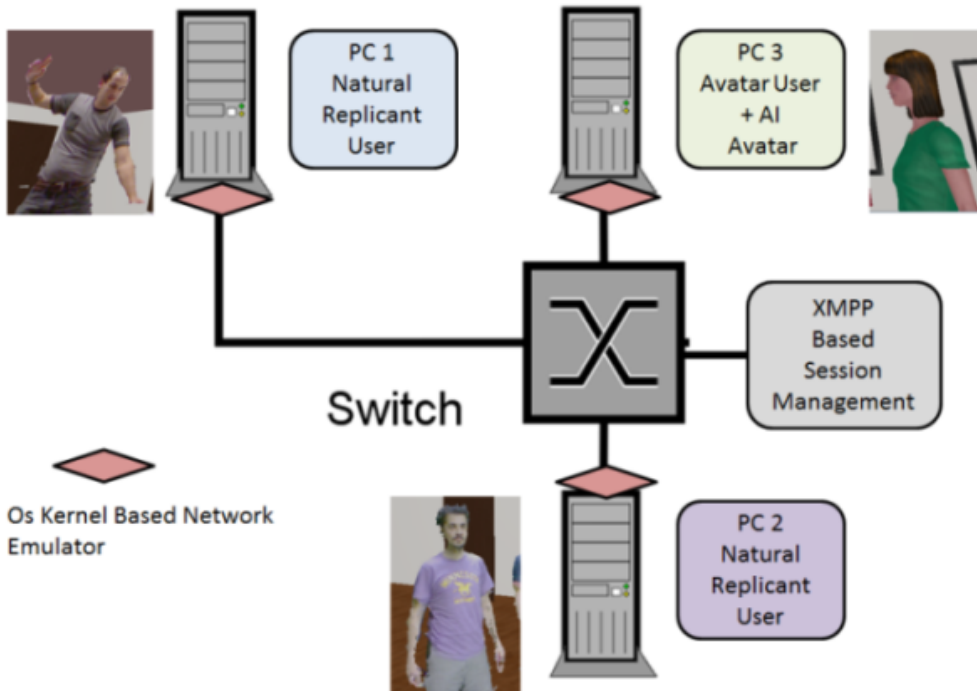 PC 1
Natural
Replicant
User
PC 3
Avatar User
+ AI
Avatar
XMPP
Based
Session
Management
Switch
Os Kernel Based Network
Emulator
PC 2
Natural
Replicant
User